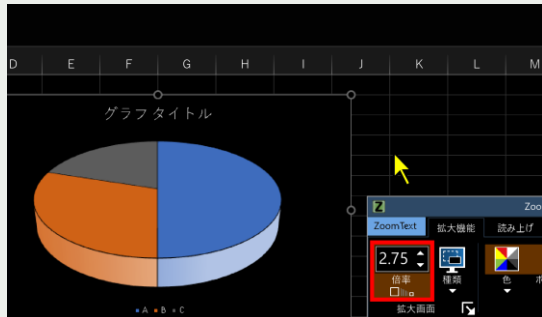 D E F G H I J K L M
グラフ タイトル
A B C
Z Zoo
ZoomText 拡大機能 読み上げ
2.75
倍率 種類 色 ポ
拡大画面